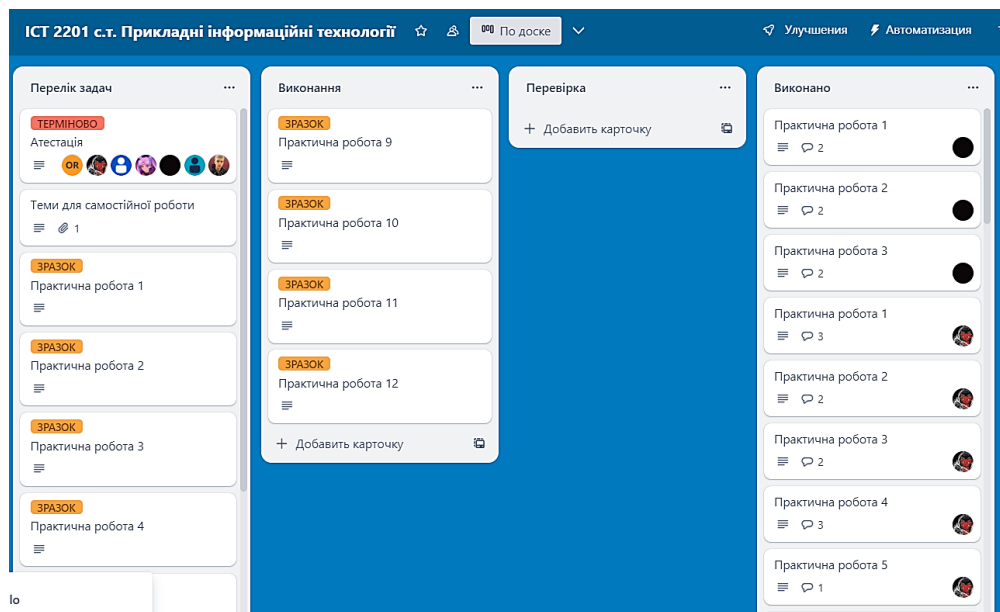 ІСТ 2201 с.т. Прикладні інформаційні технології
По доске
Улучшения
Автоматизация
Перелік задач
ТЕРМІНОВО
Атестація
OR
Теми для самостійної роботи
1
ЗРАЗОК
Практична робота 1
ЗРАЗОК
Практична робота 2
ЗРАЗОК
Практична робота 3
ЗРАЗОК
Практична робота 4
lo
Виконання
ЗРАЗОК
Практична робота 9
ЗРАЗОК
Практична робота 10
ЗРАЗОК
Практична робота 11
ЗРАЗОК
Практична робота 12
+ Добавить карточку
Перевірка
+ Добавить карточку
Виконано
Практична робота 1
2
Практична робота 2
2
Практична робота 3
2
Практична робота 1
3
Практична робота 2
2
Практична робота 3
2
Практична робота 4
3
Практична робота 5
1